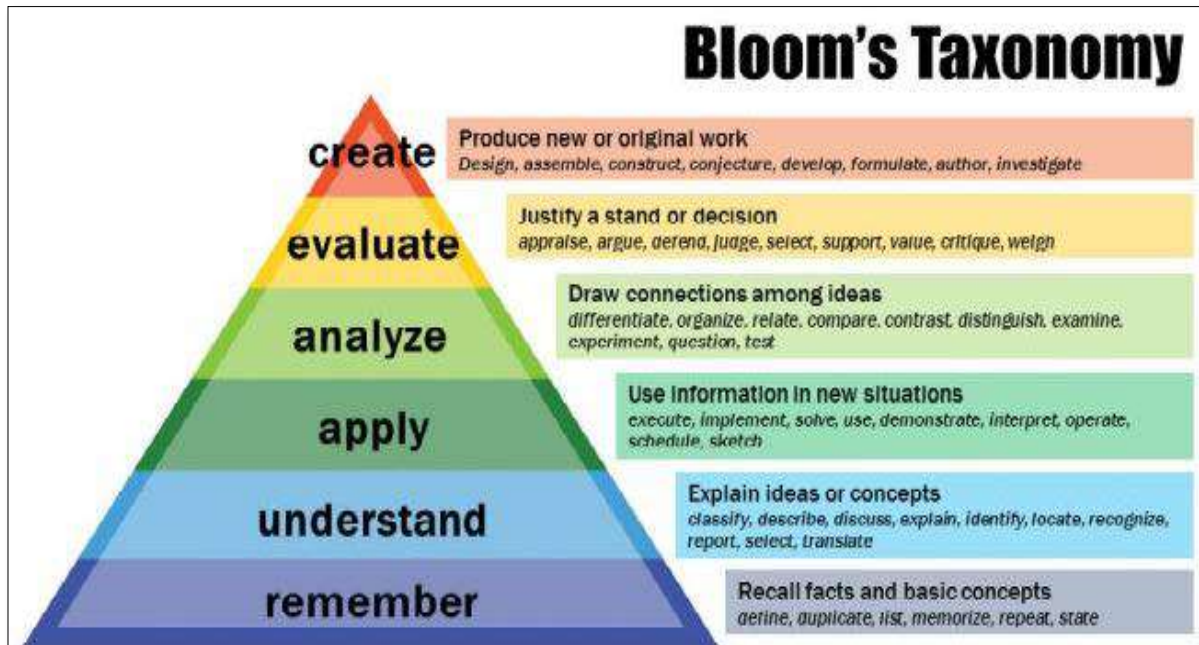 Bloom's Taxonomy
create
Produce new or original work
Design, assemble, construct, conjecture, develop, formulate, author, investigate
evaluate
Justify a stand or decision
appraise, argue, defend, judge, select, support, value, critique, weigh
analyze
Draw connections among ideas
differentiate, organize, relate, compare, contrast, distinguish, examine,
experiment, question, test
apply
Use information in new situations
execute, implement, solve, use, demonstrate, interpret, operate,
schedule, sketch
understand
Explain ideas or concepts
classify, describe, discuss, explain, identify, locate, recognize,
report, select, translate
remember
Recall facts and basic concepts
define, duplicate, list, memorize, repeat, state